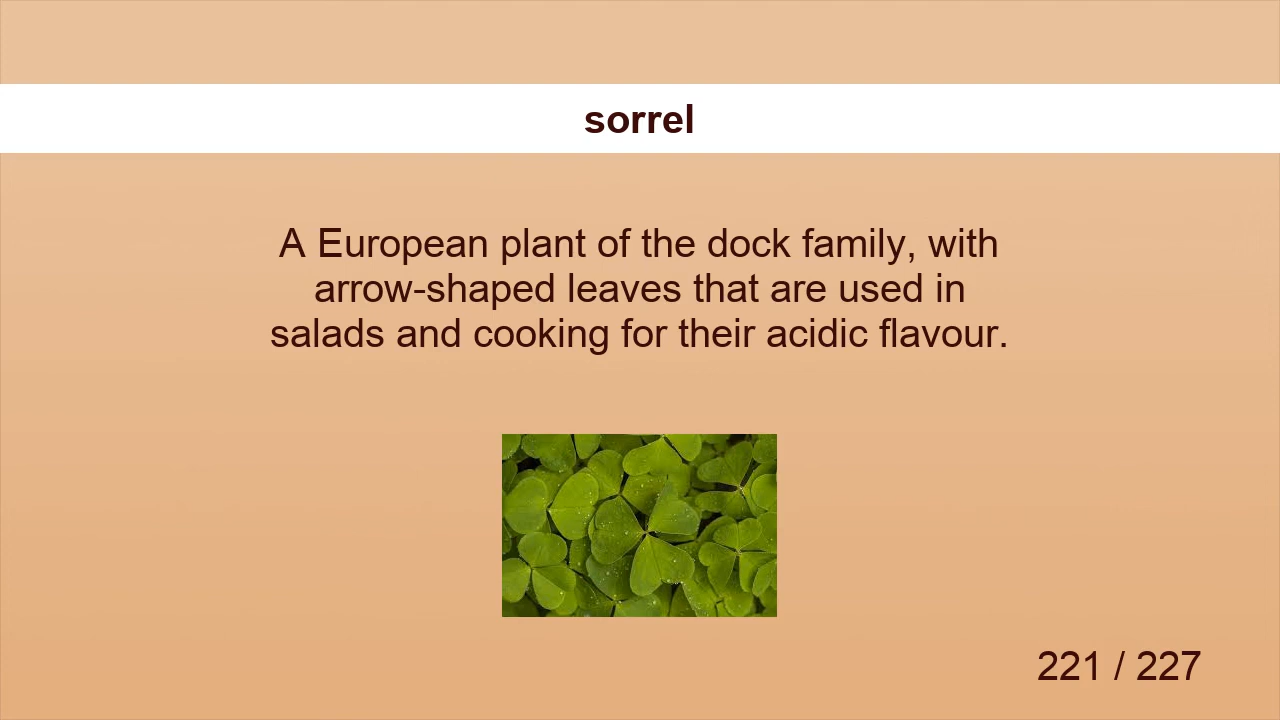 sorrel
A European plant of the dock family, with
arrow-shaped leaves that are used in
salads and cooking for their acidic flavour.
221 / 227